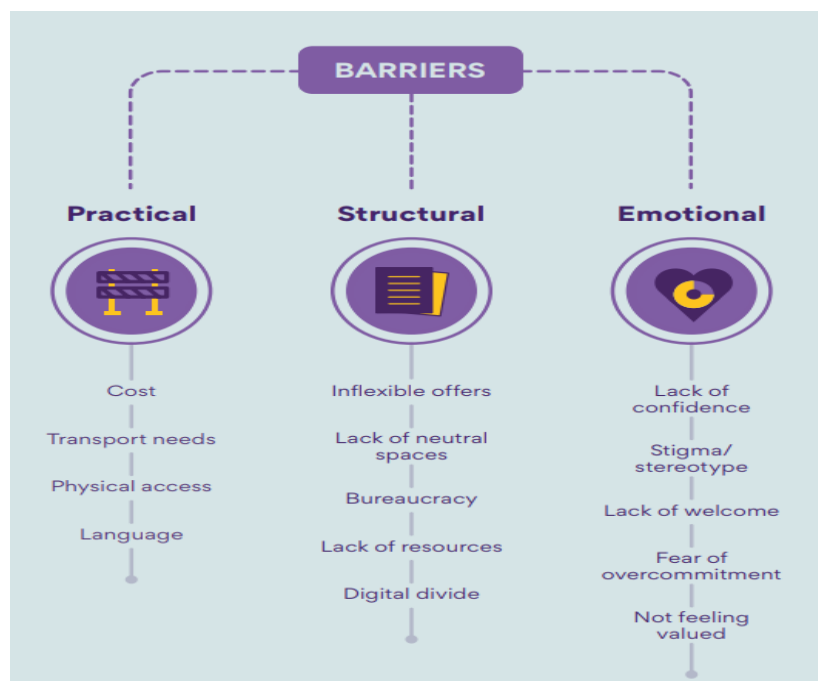 BARRIERS
Practical
Cost
Transport needs
Physical access
Language
Structural
Inflexible offers
Lack of neutral
spaces
Bureaucracy
Lack of resources
Digital divide
Emotional
Lack of
confidence
Stigma/
stereotype
Lack of welcome
Fear of
overcommitment
Not feeling
valued